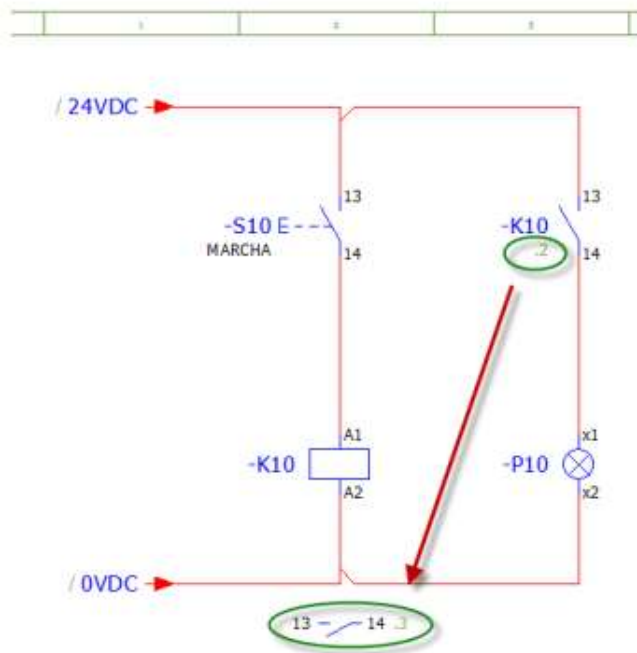 / 24VDC
13
13
-S10 E
-K10
MARCHA
14
.2
14
A1
x1
-K10
-P10
A2
x2
/ 0VDC
13 14 .3